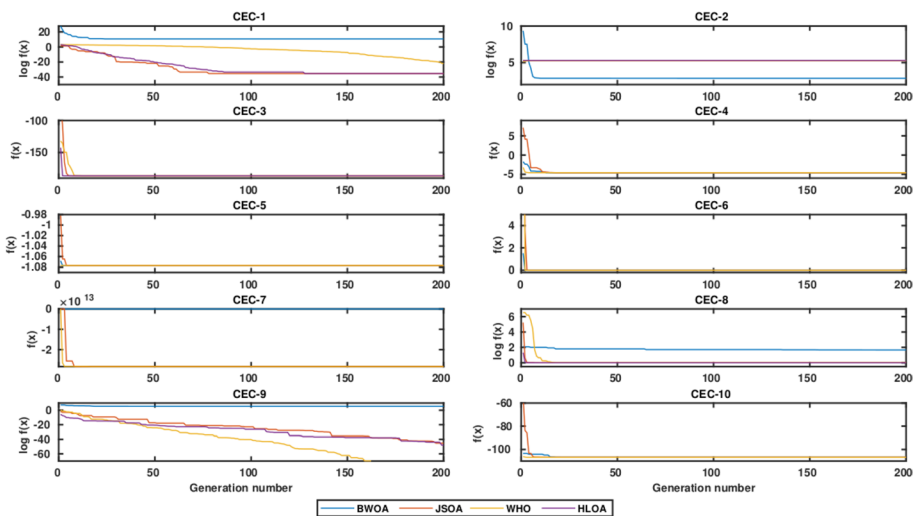 CEC-1
20
0
-20
-40
log f(x)
0 50 100 150 200
CEC-2
10
5
log f(x)
0 50 100 150 200
CEC-3
-100
-150
f(x)
0 50 100 150 200
CEC-4
5
0
-5
log f(x)
0 50 100 150 200
CEC-5
-0.98
-1
-1.02
-1.04
-1.06
-1.08
f(x)
0 50 100 150 200
CEC-6
4
2
0
f(x)
0 50 100 150 200
CEC-7
×10 13
0
-1
-2
f(x)
0 50 100 150 200
CEC-8
6
4
2
0
log f(x)
0 50 100 150 200
CEC-9
0
-20
-40
-60
log f(x)
0 50 100 150 200
Generation number
CEC-10
-60
-80
-100
f(x)
0 50 100 150 200
Generation number
BWOA JSOA WHO HLOA